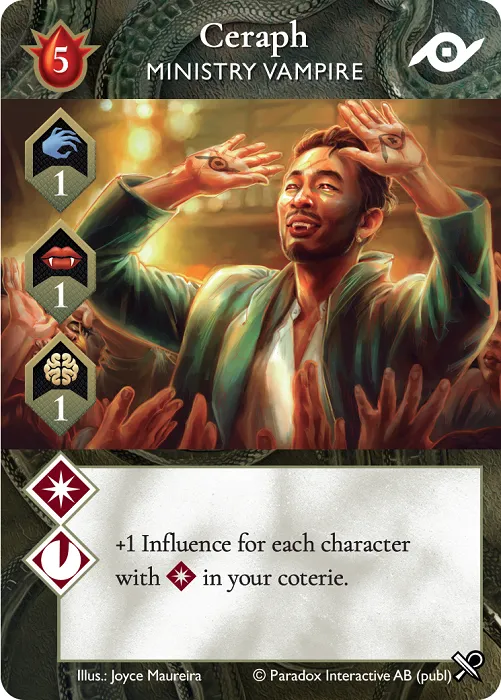 5
Ceraph
MINISTRY VAMPIRE
1
1
1
+1 Influence for each character
with in your coterie.
Illus.: Joyce Maureira
© Paradox Interactive AB (publ)